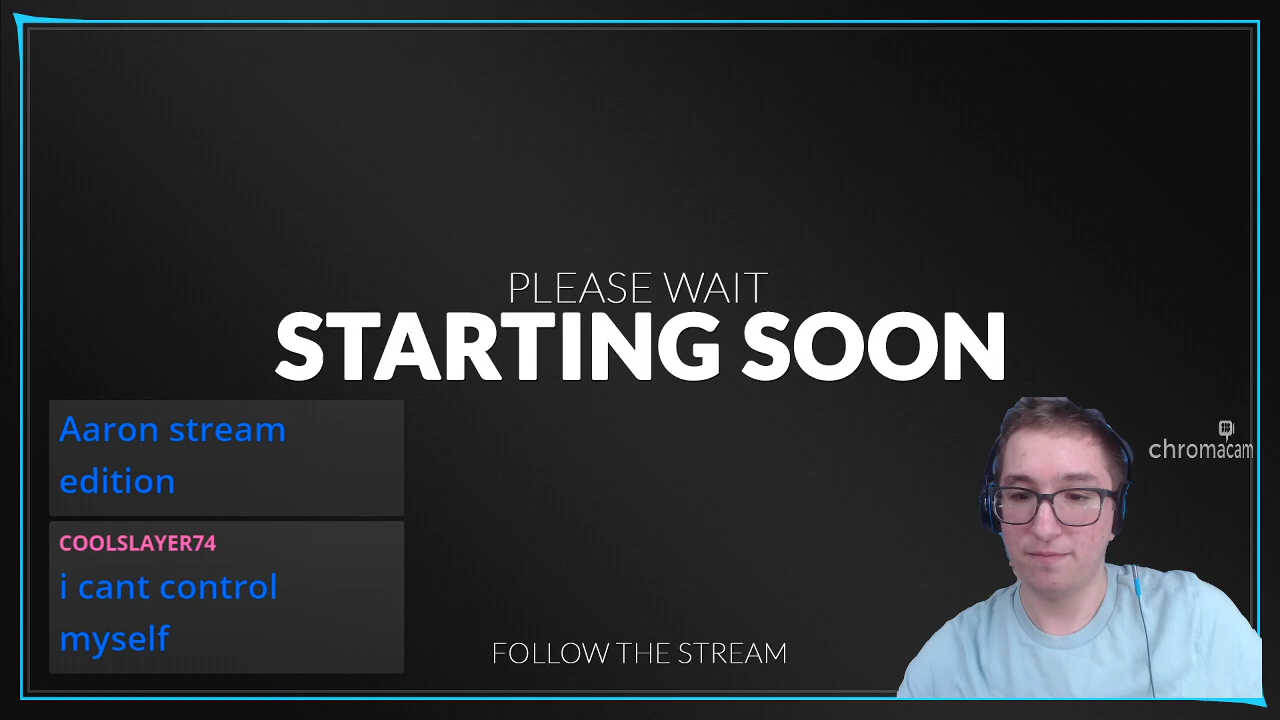 PLEASE WAIT
STARTING SOON
Aaron stream
edition
COOLSLAYER74
i cant control
myself
FOLLOW THE STREAM
chromacam